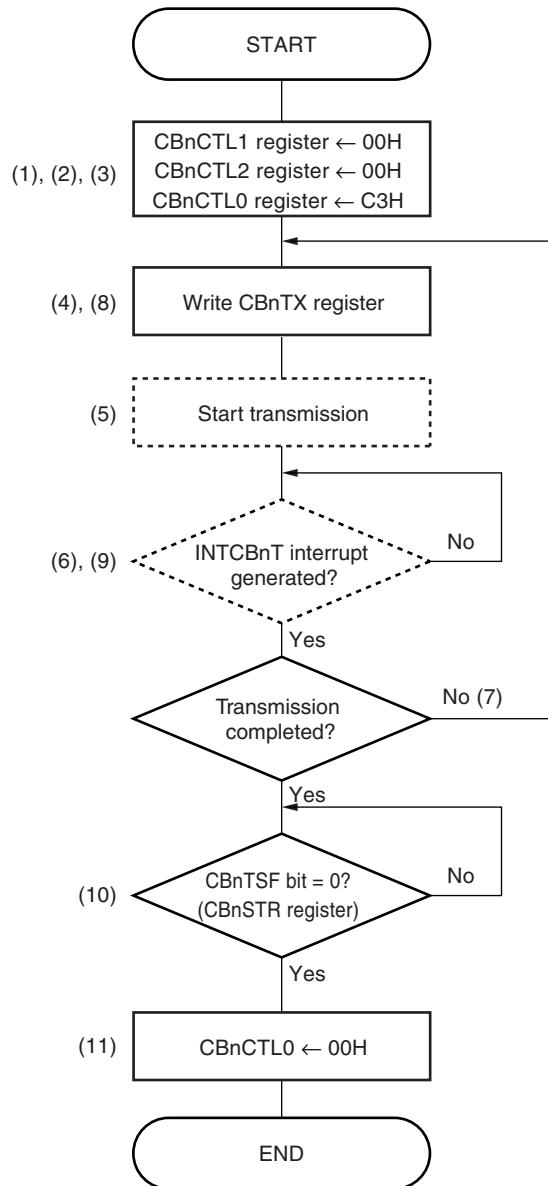 START
(1), (2), (3)
CBnCTL1 register ← 00H
CBnCTL2 register ← 00H
CBnCTL0 register ← C3H
(4), (8)
Write CBnTX register
(5)
Start transmission
(6), (9)
INTCBnT interrupt
generated?
No
Yes
Transmission
completed?
No (7)
Yes
(10)
CBnTSF bit = 0?
(CBnSTR register)
No
Yes
(11)
CBnCTL0 ← 00H
END